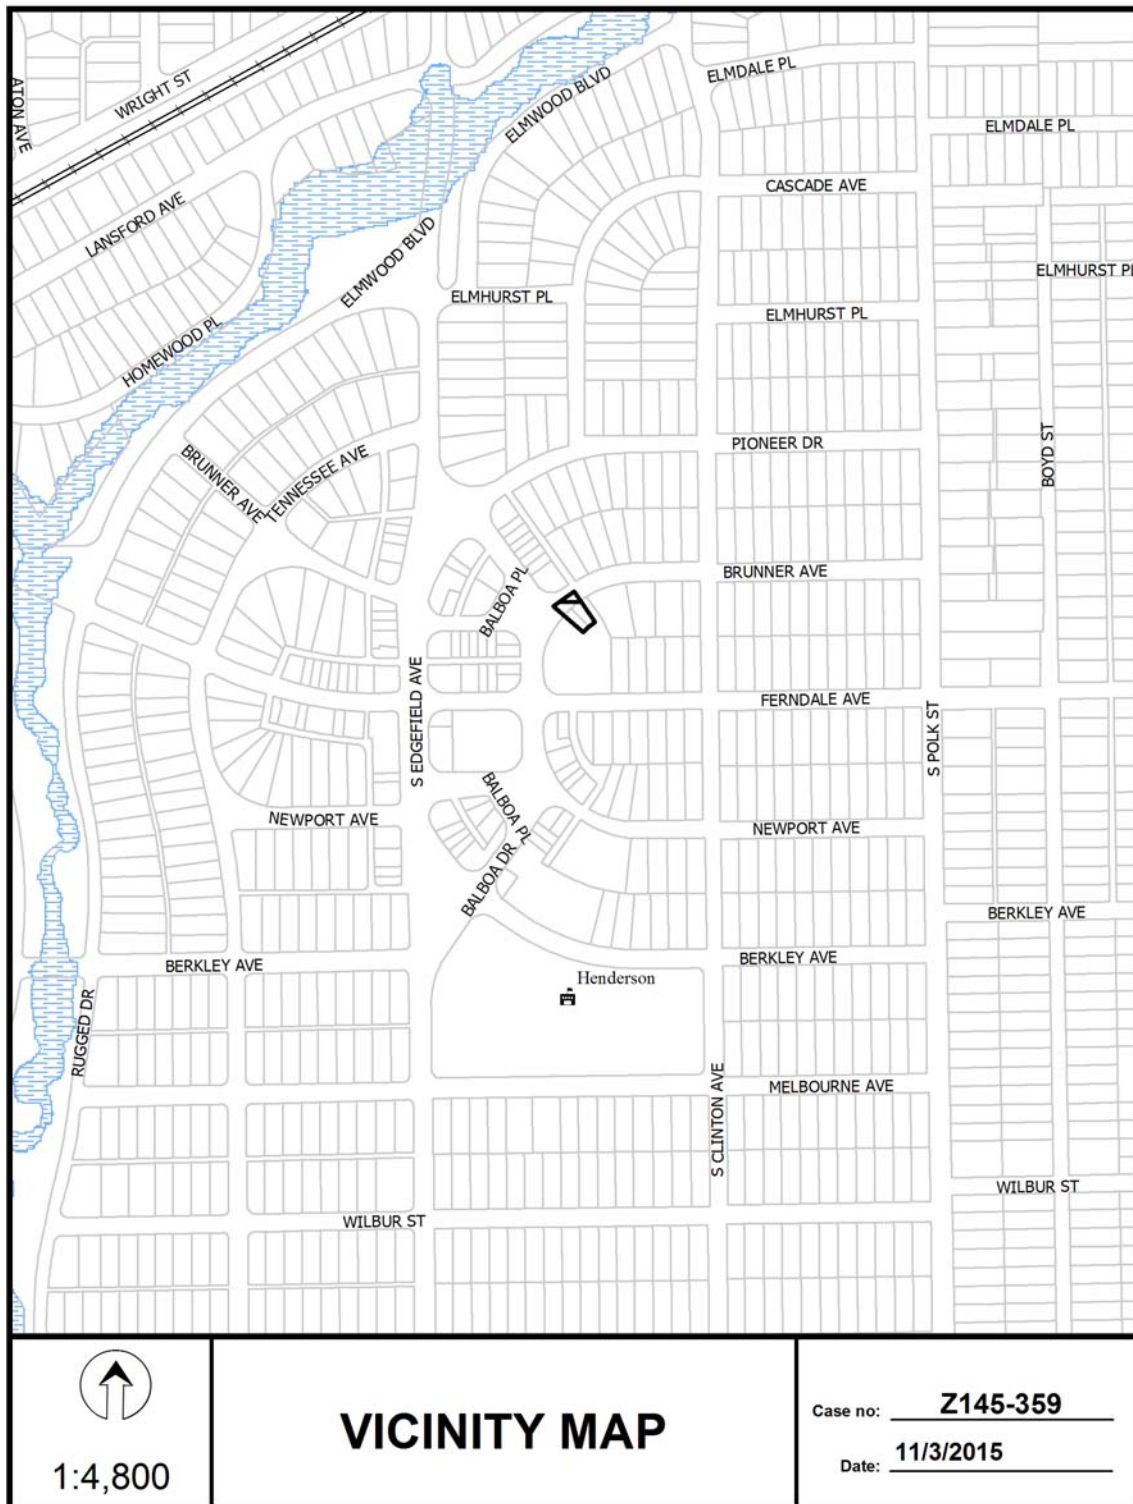 ELMDALE PL
WRIGHT ST
ELMWOOD BLVD
ATON AVE
ELMDALE PL
CASCADE AVE
LANSFORD AVE
ELMWOOD BLVD
ELMHURST PL
ELMHURST PL
ELMHURST PL
HOMEWOOD PL
PIONEER DR
BOYD ST
BRUNNER AVE
TENNESSEE AVE
BRUNNER AVE
BALBOA PL
S EDGEFIELD AVE
FERNDALE AVE
S POLK ST
BALBOA PL
NEWPORT AVE
NEWPORT AVE
BALBOA DR
BERKLEY AVE
BERKLEY AVE
BERKLEY AVE
Henderson
RUGGED DR
MELBOURNE AVE
S CLINTON AVE
WILBUR ST
WILBUR ST
1:4,800
VICINITY MAP
Case no: Z145-359
Date: 11/3/2015